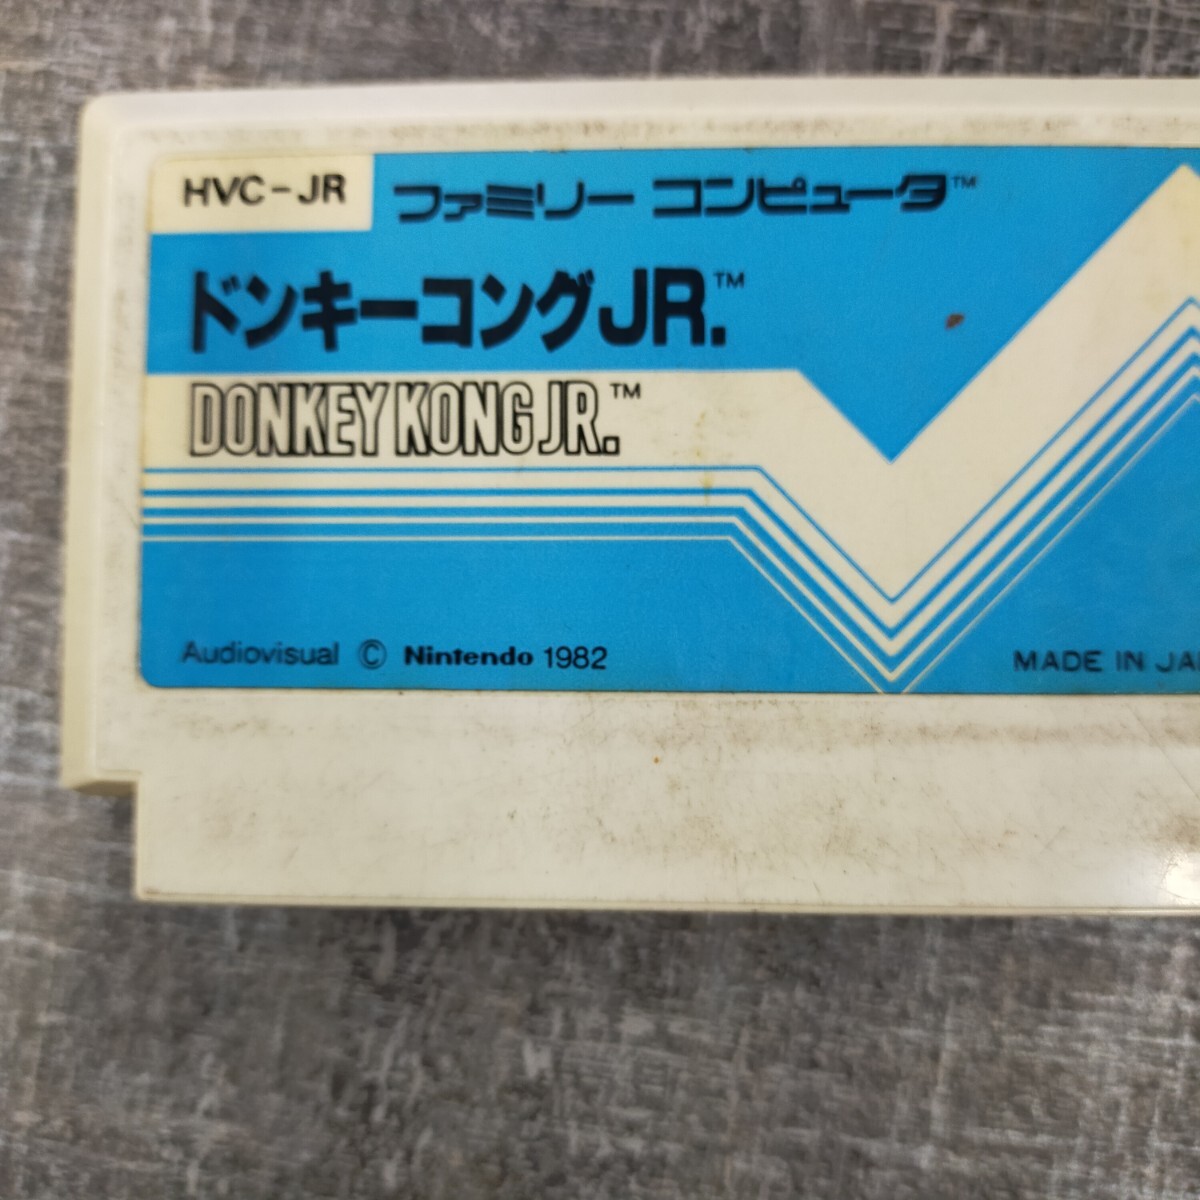 HVC-JR
ファミリー コンピュータ™
ドンキーコングJR.™
DONKEY KONG JR.™
Audiovisual © Nintendo 1982
MADE IN JA